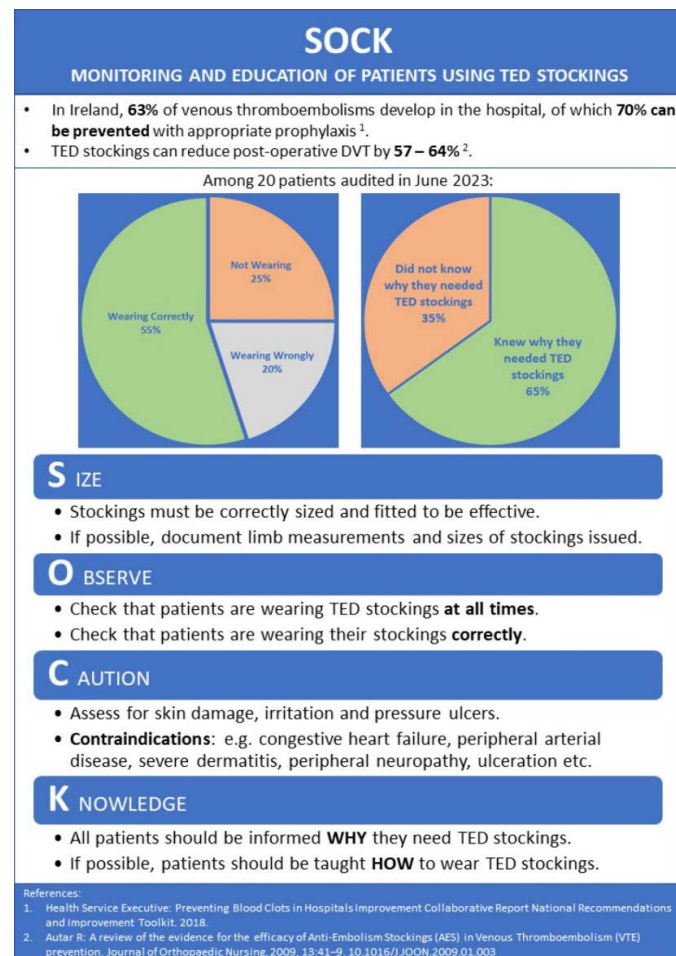 SOCK
MONITORING AND EDUCATION OF PATIENTS USING TED STOCKINGS
• In Ireland, 63% of venous thromboembolisms develop in the hospital, of which 70% can
be prevented with appropriate prophylaxis 1.
• TED stockings can reduce post-operative DVT by 57 – 64% 2.
Among 20 patients audited in June 2023:
Not Wearing
25%
Wearing Correctly
55%
Wearing Wrongly
20%
Did not know
why they needed
TED stockings
35%
Knew why they
needed TED
stockings
65%
S IZE
• Stockings must be correctly sized and fitted to be effective.
• If possible, document limb measurements and sizes of stockings issued.
O BSERVE
• Check that patients are wearing TED stockings at all times.
• Check that patients are wearing their stockings correctly.
C AUTION
• Assess for skin damage, irritation and pressure ulcers.
• Contraindications: e.g. congestive heart failure, peripheral arterial
disease, severe dermatitis, peripheral neuropathy, ulceration etc.
K NOWLEDGE
• All patients should be informed WHY they need TED stockings.
• If possible, patients should be taught HOW to wear TED stockings.
References:
1. Health Service Executive: Preventing Blood Clots in Hospitals Improvement Collaborative Report National Recommendations
and Improvement Toolkit. 2018.
2. Autar R: A review of the evidence for the efficacy of Anti-Embolism Stockings (AES) in Venous Thromboembolism (VTE)
prevention. Journal of Orthopaedic Nursing. 2009, 13:41–9. 10.1016/J.JOON.2009.01.003